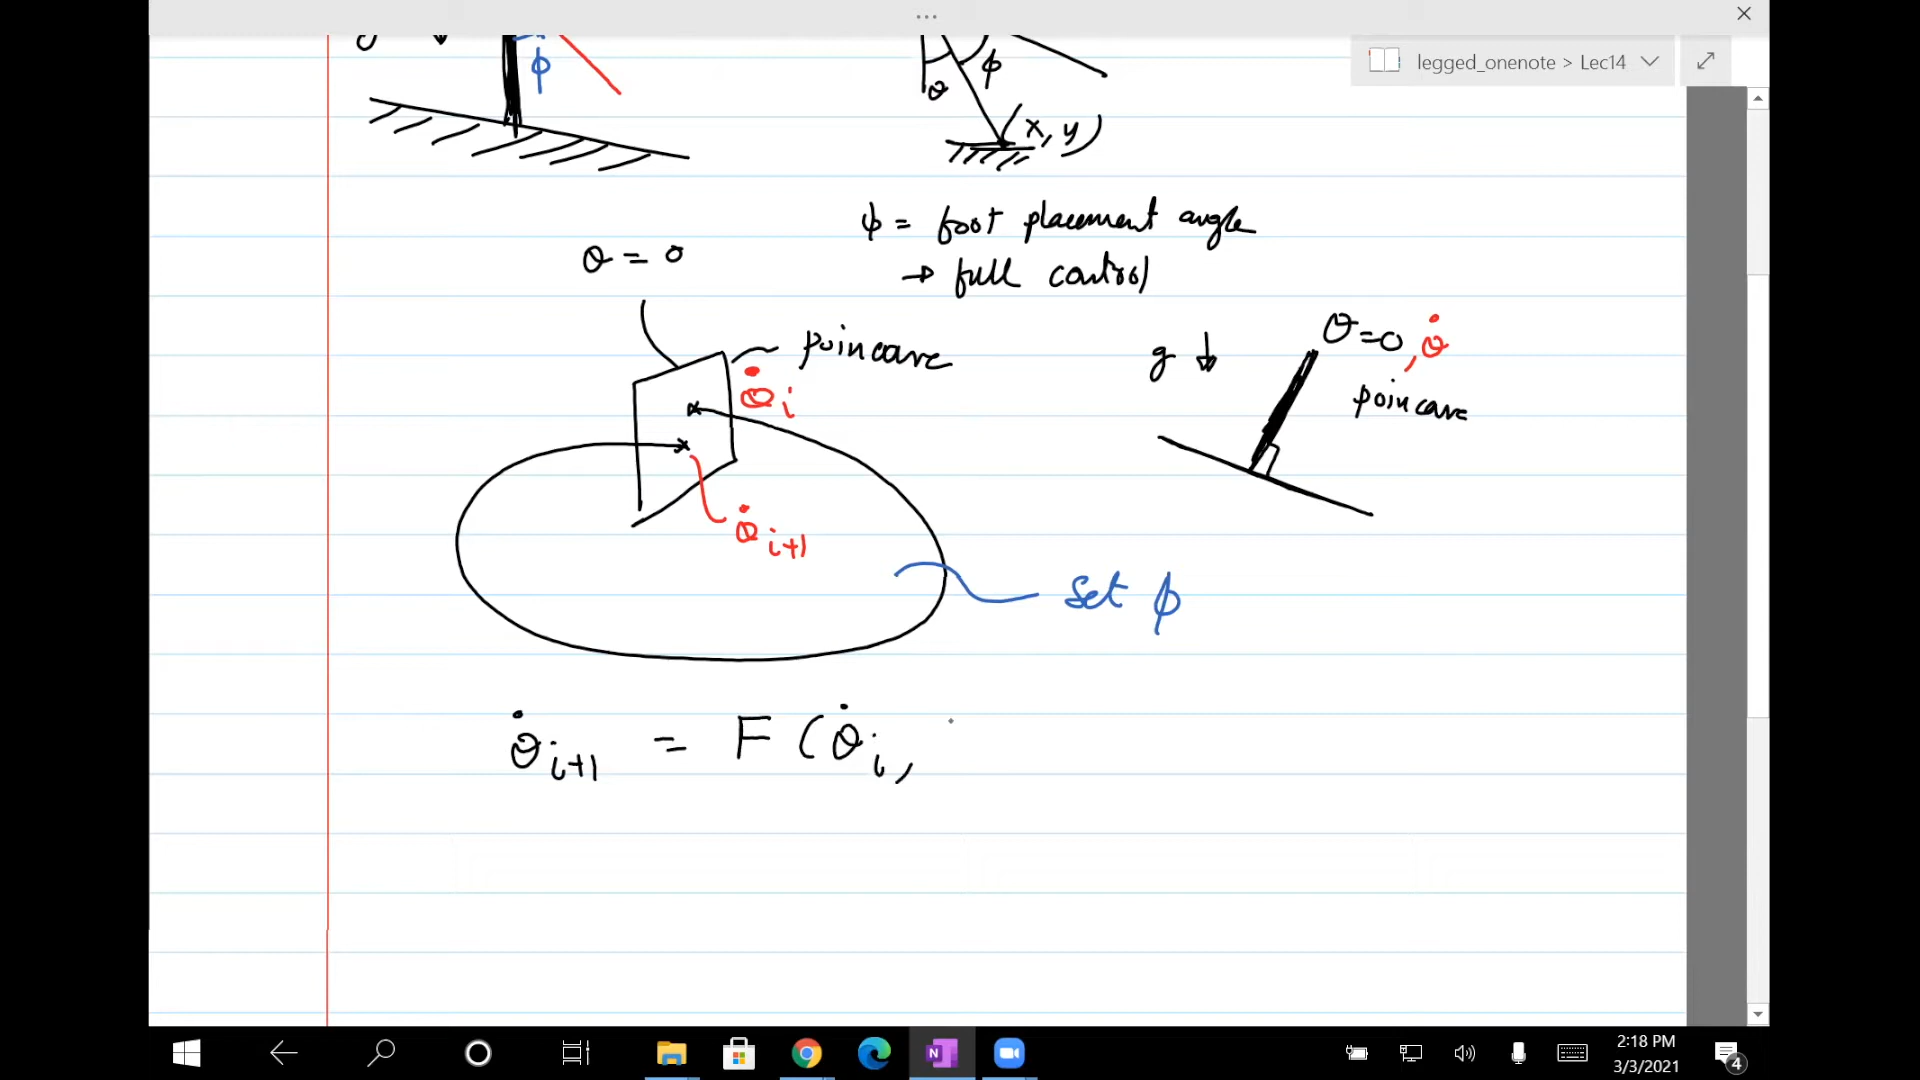 legged_onenote > Lec14
ϕ
θ
ϕ
(x, y)
ϕ = foot placement angle
→ full control
θ = 0
poincare
θ̇i
g ↓
θ=0, θ̇
poincare
θ̇i+1
Set ϕ
θ̇i+1 = F (θ̇i,
2:18 PM
3/3/2021
4